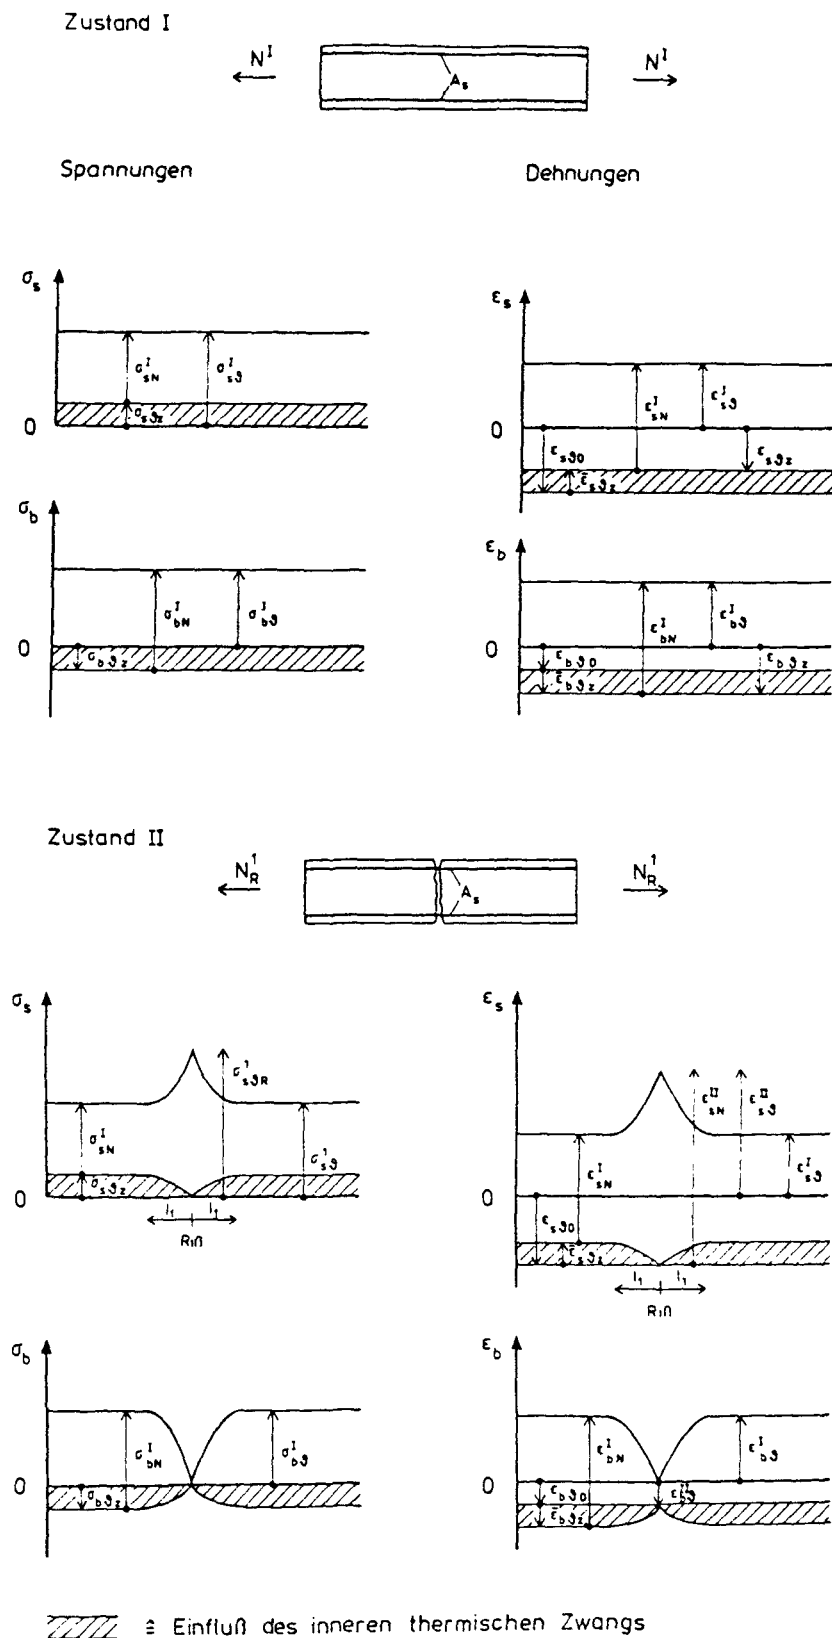 Zustand I
N^I
A_s
N^I
Spannungen
Dehnungen
σ_s
σ^I_sN
σ^I_sϑ
σ_sϑz
0
ε_s
ε^I_sN
ε^I_sϑ
0
ε_sϑ0
ε_sϑz
ε̄_sϑz
σ_b
σ^I_bN
σ^I_bϑ
0
σ_bϑz
ε_b
ε^I_bN
ε^I_bϑ
0
ε_bϑ0
ε_bϑz
ε̄_bϑz
Zustand II
N^1_R
A_s
N^1_R
σ_s
σ^1_sϑR
σ^I_sN
σ^1_sϑ
σ_sϑz
0
l_1 l_1
Riß
ε_s
ε^II_sN
ε^II_sϑ
ε^I_sN
ε^I_sϑ
0
ε_sϑ0
ε̄_sϑz
l_1 l_1
Riß
σ_b
σ^I_bN
σ^I_bϑ
0
σ_bϑz
ε_b
ε^I_bN
ε^I_bϑ
0
ε_bϑ0
ε^II_bϑ
ε̄_bϑz
≙ Einfluß des inneren thermischen Zwangs